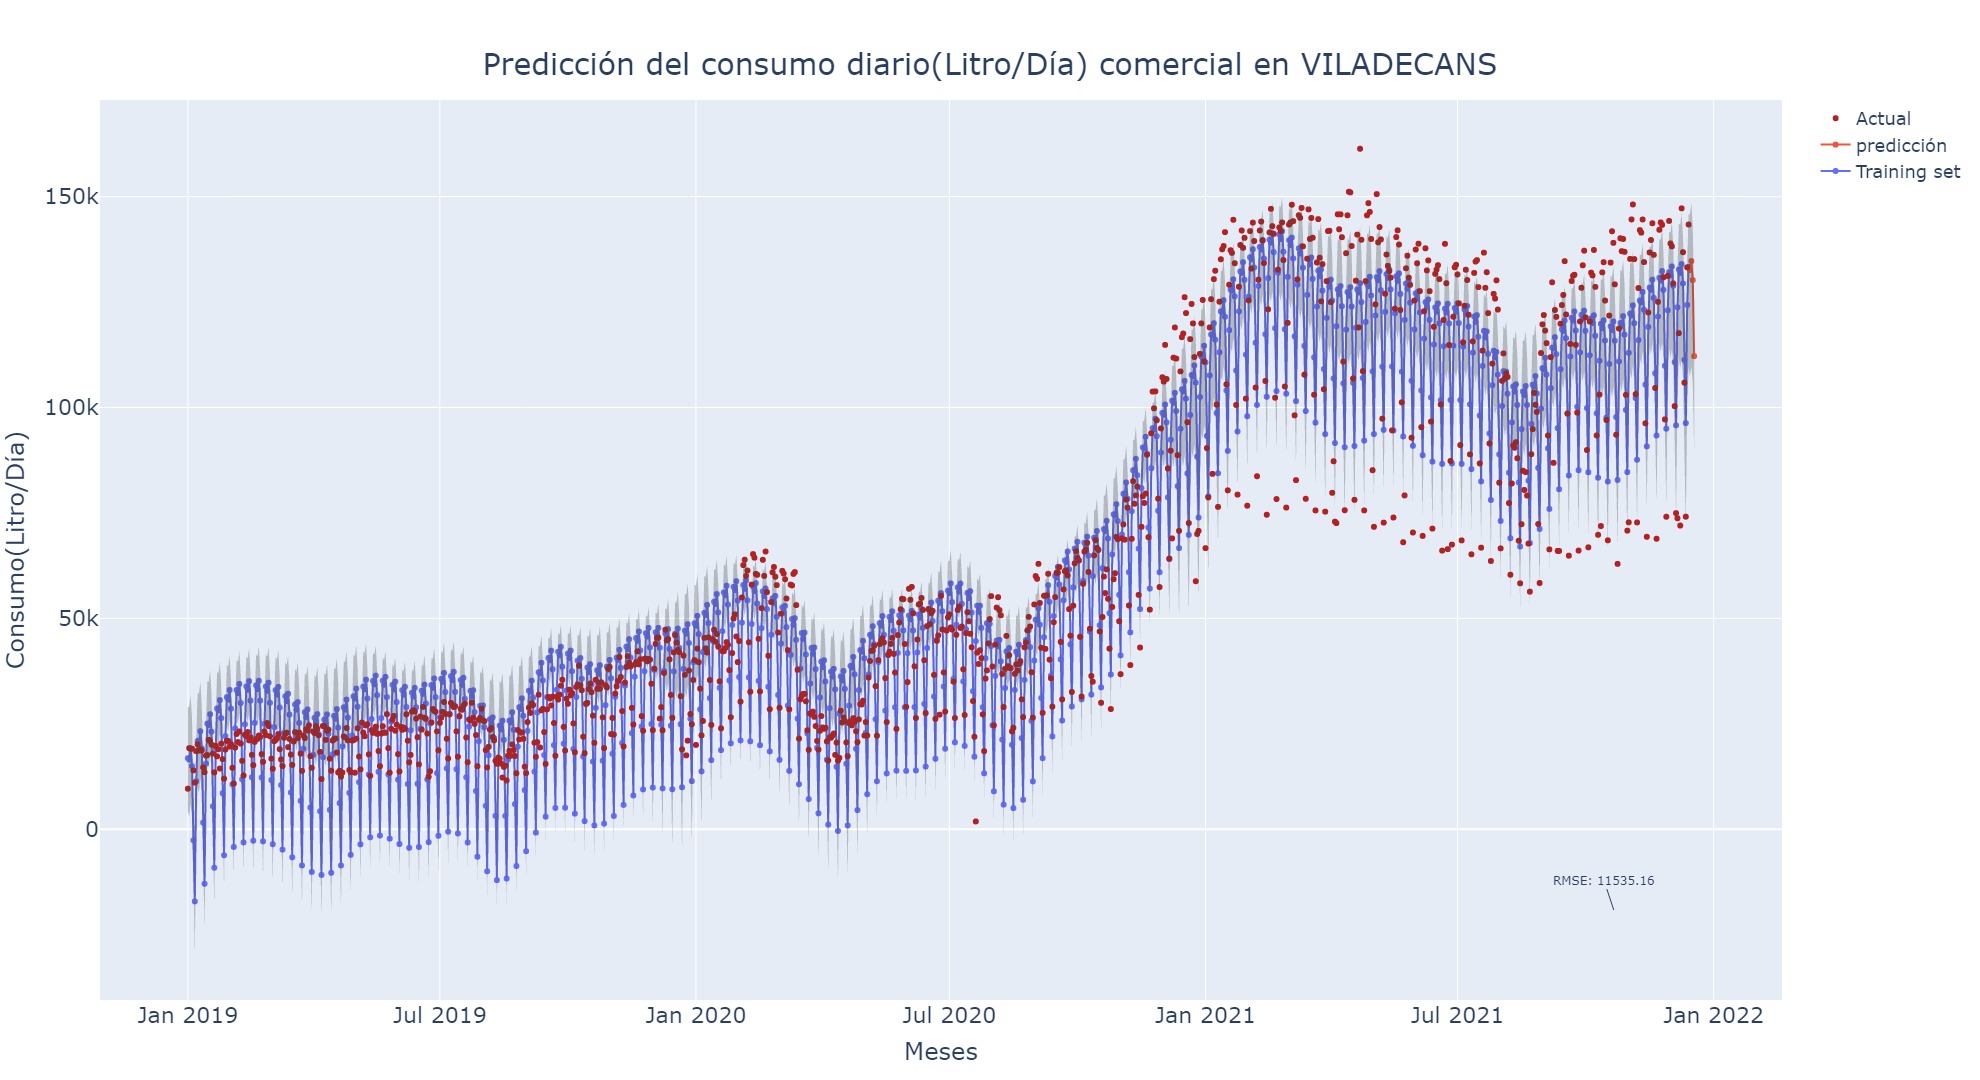 Predicción del consumo diario(Litro/Día) comercial en VILADECANS
Actual
predicción
Training set
150k
100k
50k
0
Consumo(Litro/Día)
RMSE: 11535.16
Jan 2019
Jul 2019
Jan 2020
Jul 2020
Jan 2021
Jul 2021
Jan 2022
Meses